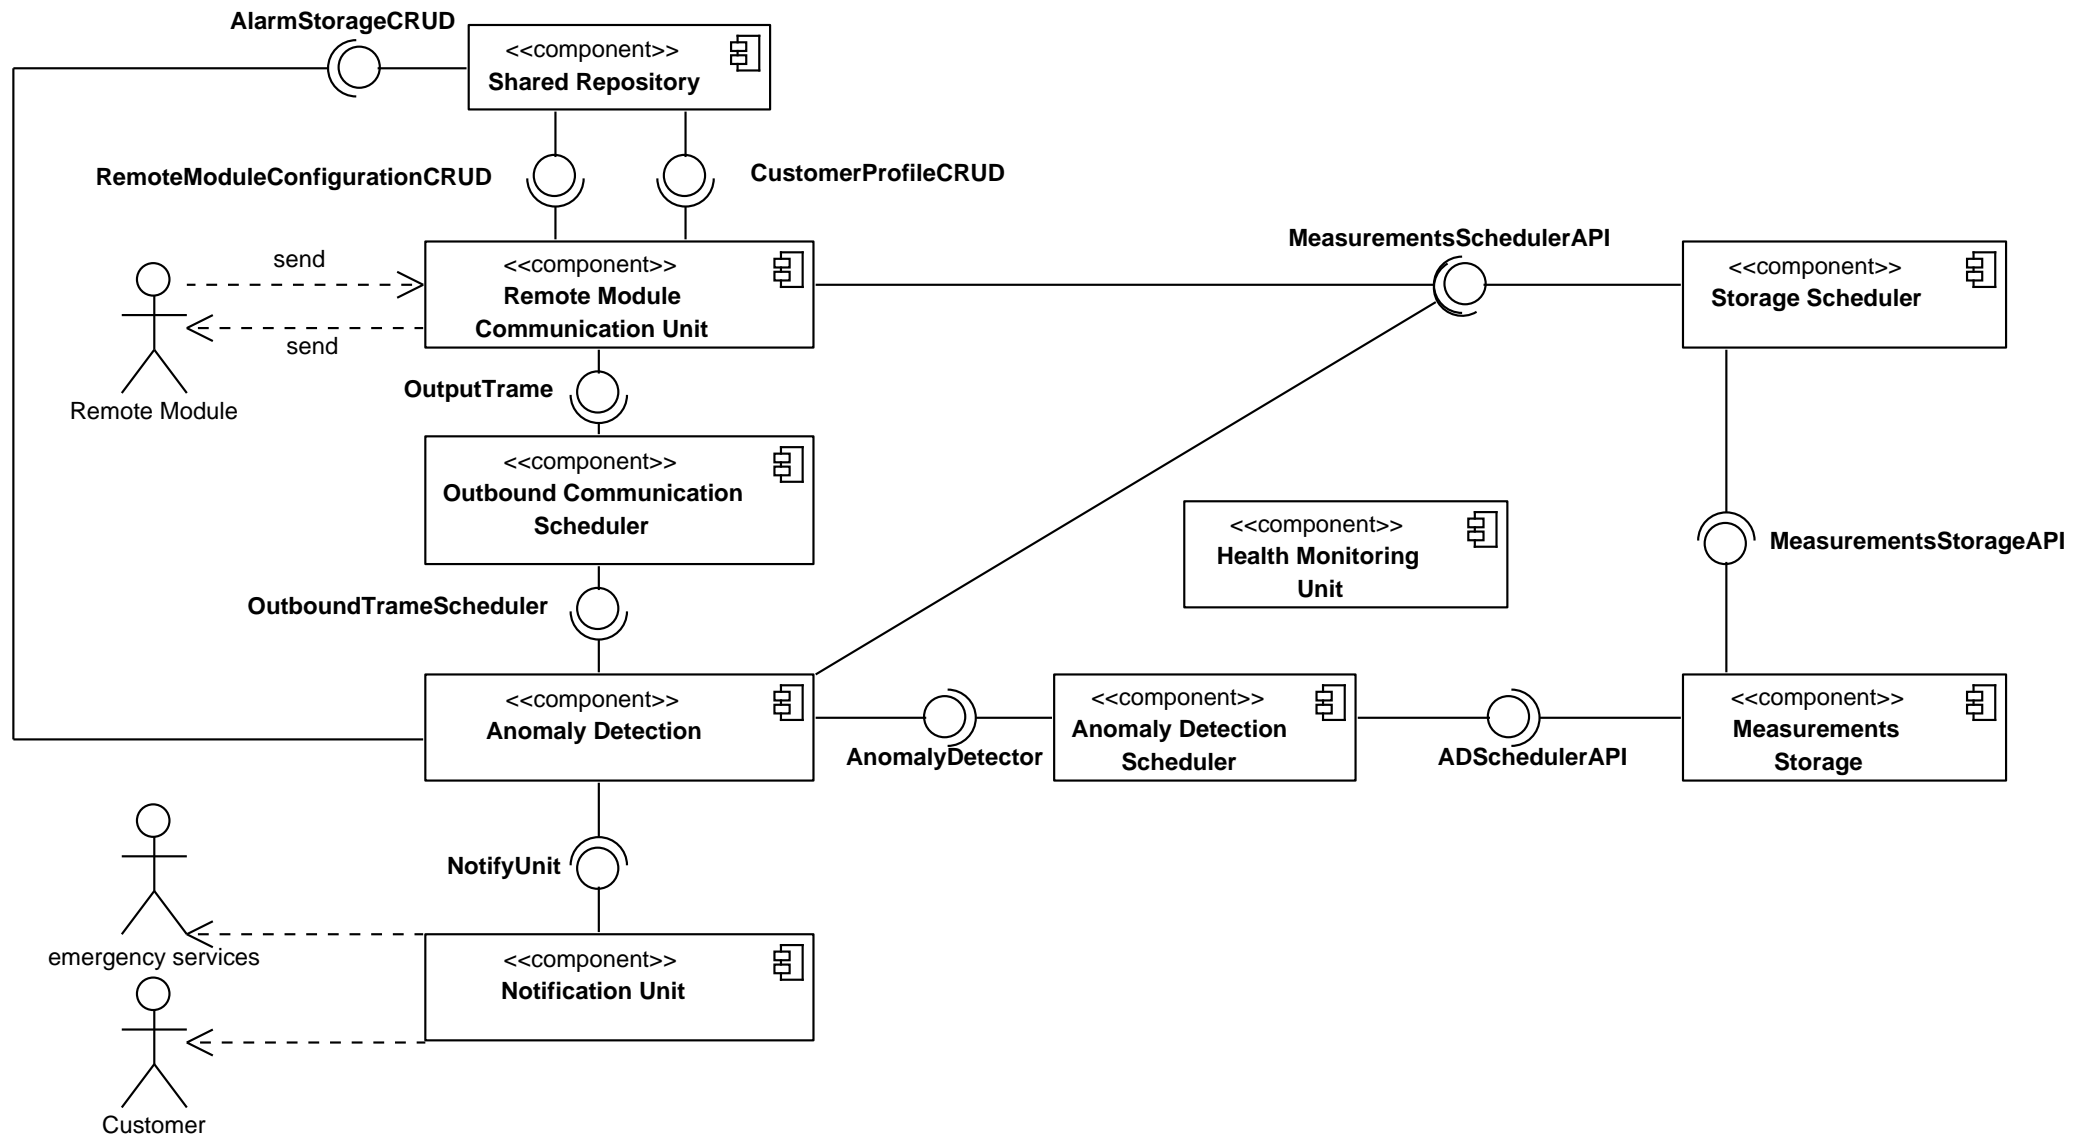 AlarmStorageCRUD
<<component>>
Shared Repository
RemoteModuleConfigurationCRUD
CustomerProfileCRUD
MeasurementsSchedulerAPI
send
send
Remote Module
<<component>>
Remote Module
Communication Unit
<<component>>
Storage Scheduler
OutputTrame
<<component>>
Outbound Communication
Scheduler
<<component>>
Health Monitoring
Unit
MeasurementsStorageAPI
OutboundTrameScheduler
<<component>>
Anomaly Detection
AnomalyDetector
<<component>>
Anomaly Detection
Scheduler
ADSchedulerAPI
<<component>>
Measurements
Storage
NotifyUnit
emergency services
<<component>>
Notification Unit
Customer